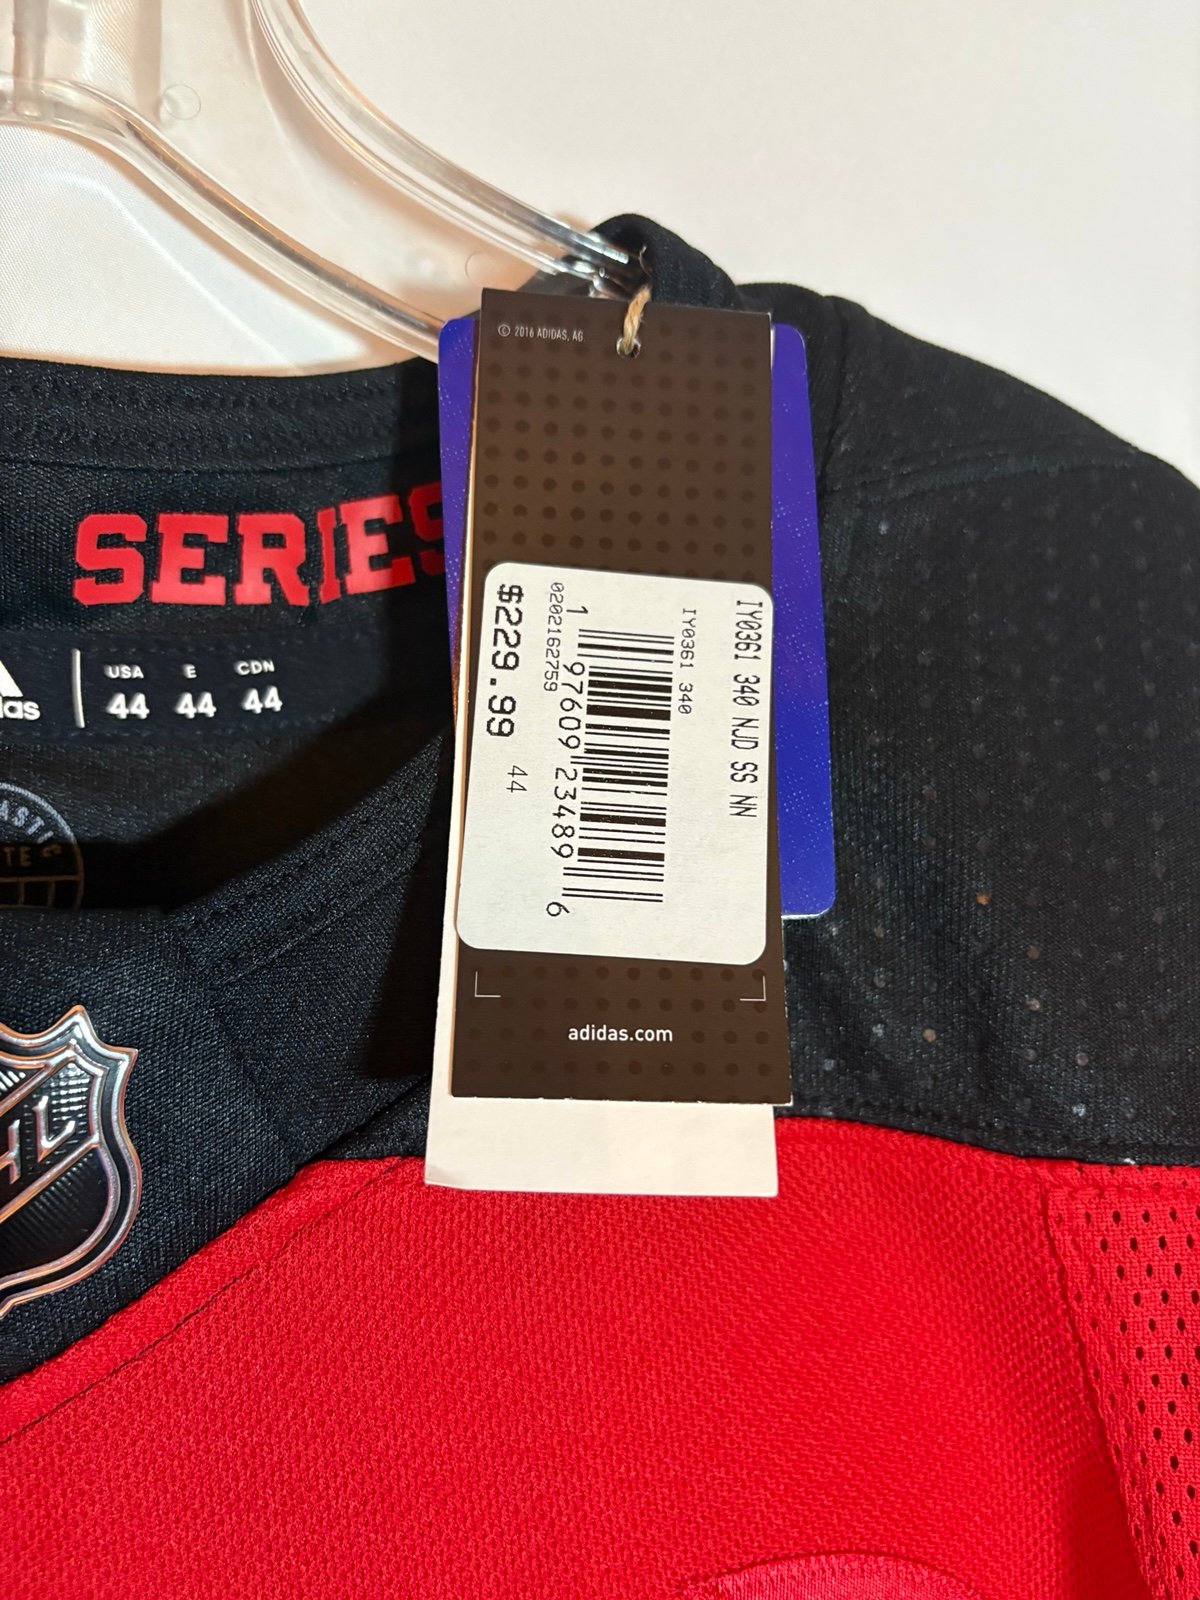 © 2016 ADIDAS, AG
SERIES
USA E CDN
44 44 44
IY0361 340 NJD SS NN
IY0361 340
1 97609 23489 6
0202162759
$229.99 44
adidas.com